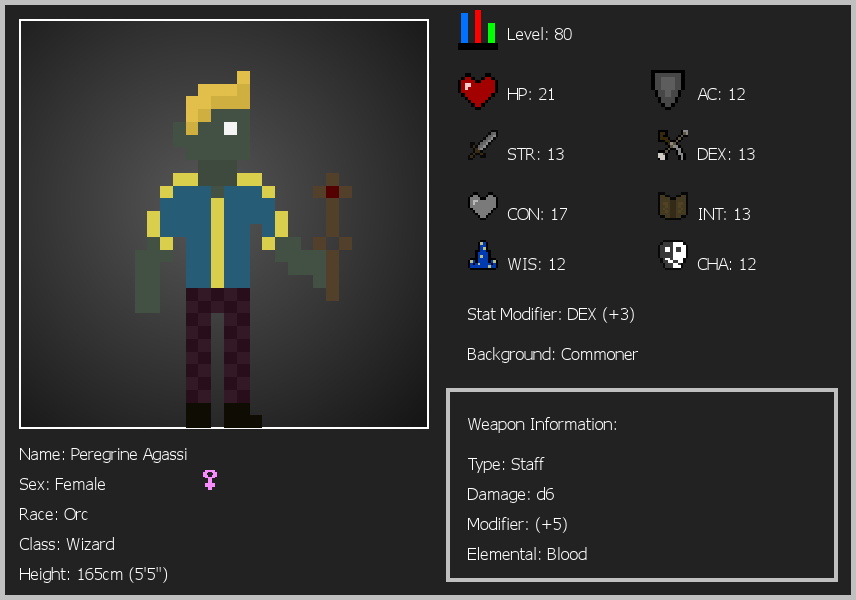 Level: 80
HP: 21
AC: 12
STR: 13
DEX: 13
CON: 17
INT: 13
WIS: 12
CHA: 12
Stat Modifier: DEX (+3)
Background: Commoner
Weapon Information:
Type: Staff
Damage: d6
Modifier: (+5)
Elemental: Blood
Name: Peregrine Agassi
Sex: Female
Race: Orc
Class: Wizard
Height: 165cm (5'5")